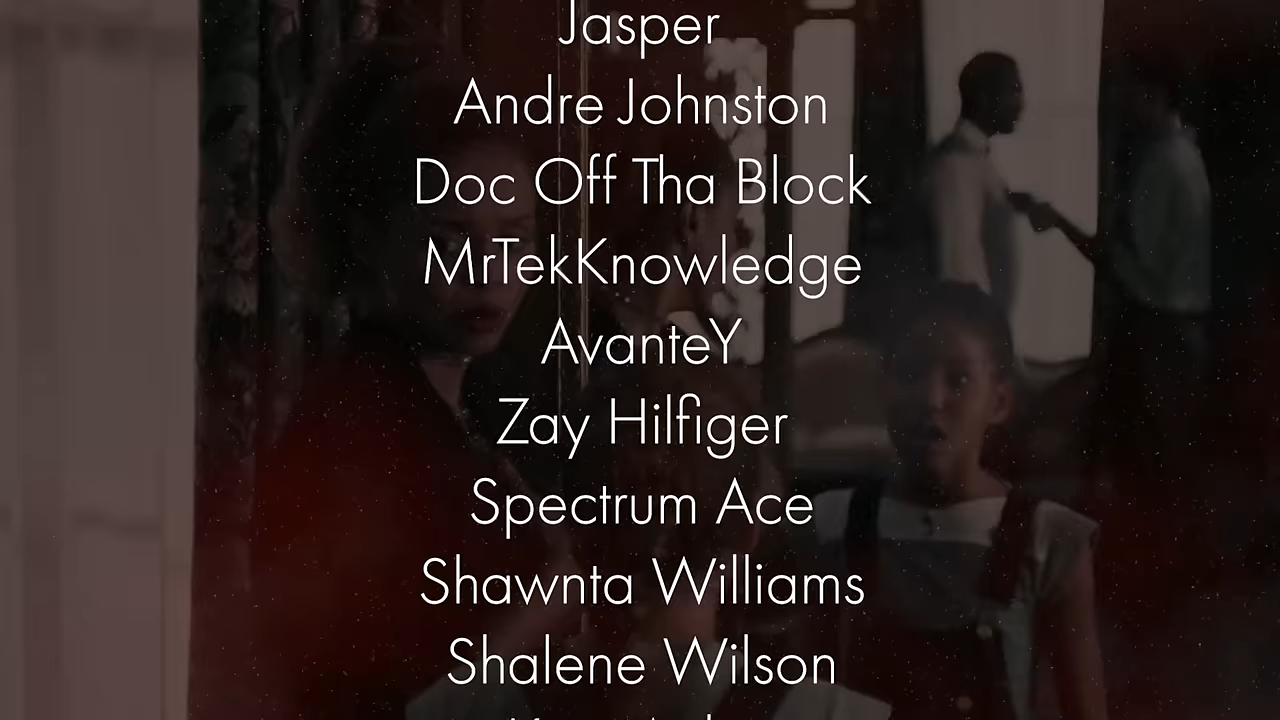 Jasper
Andre Johnston
Doc Off Tha Block
MrTekKnowledge
AvanteY
Zay Hilfiger
Spectrum Ace
Shawnta Williams
Shalene Wilson